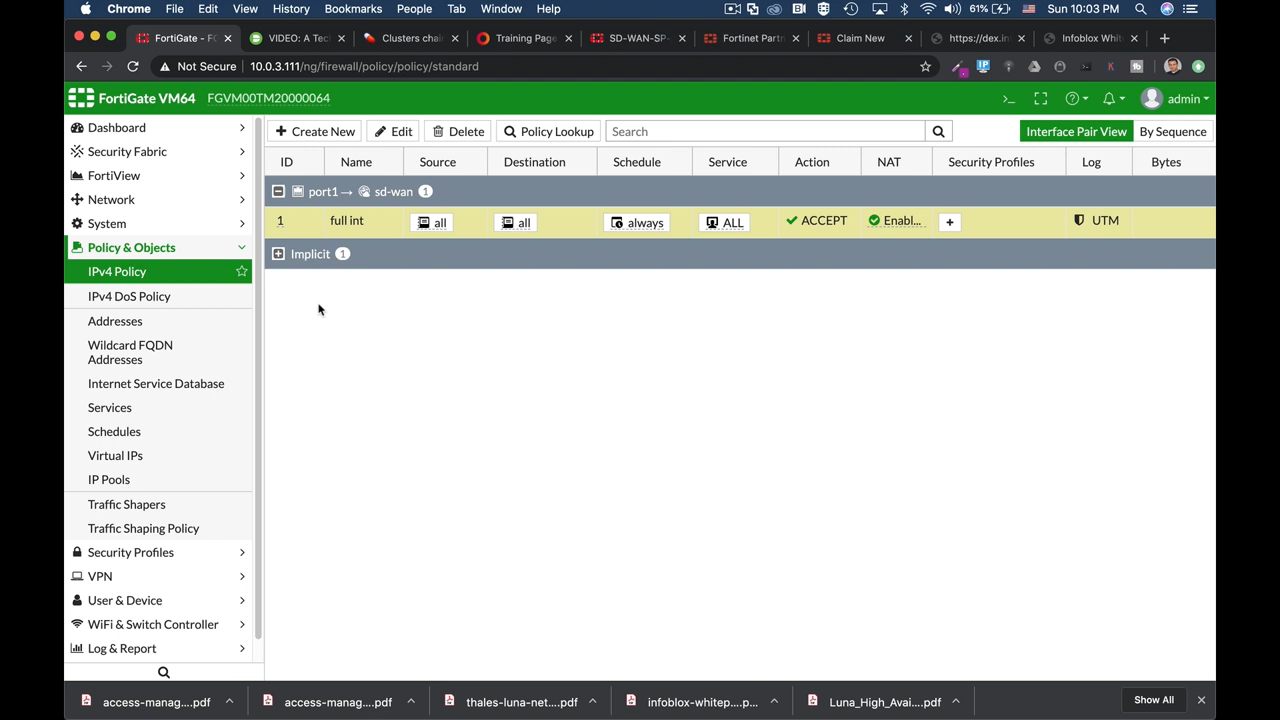 Chrome File Edit View History Bookmarks People Tab Window Help 61% Sun 10:03 PM
FortiGate - FC VIDEO: A Tec Clusters chai Training Page SD-WAN-SP- Fortinet Partn Claim New https://dex.in Infoblox Whit
Not Secure 10.0.3.111/ng/firewall/policy/policy/standard
FortiGate VM64 FGVM00TM20000064 >_ admin
Dashboard
Security Fabric
FortiView
Network
System
Policy & Objects
IPv4 Policy
IPv4 DoS Policy
Addresses
Wildcard FQDN
Addresses
Internet Service Database
Services
Schedules
Virtual IPs
IP Pools
Traffic Shapers
Traffic Shaping Policy
Security Profiles
VPN
User & Device
WiFi & Switch Controller
Log & Report
+ Create New Edit Delete Policy Lookup Search Interface Pair View By Sequence
ID Name Source Destination Schedule Service Action NAT Security Profiles Log Bytes
port1 → sd-wan 1
1 full int all all always ALL ACCEPT Enabl... + UTM
Implicit 1
access-manag....pdf access-manag....pdf thales-luna-net....pdf infoblox-whitep....p... Luna_High_Avai....pdf Show All